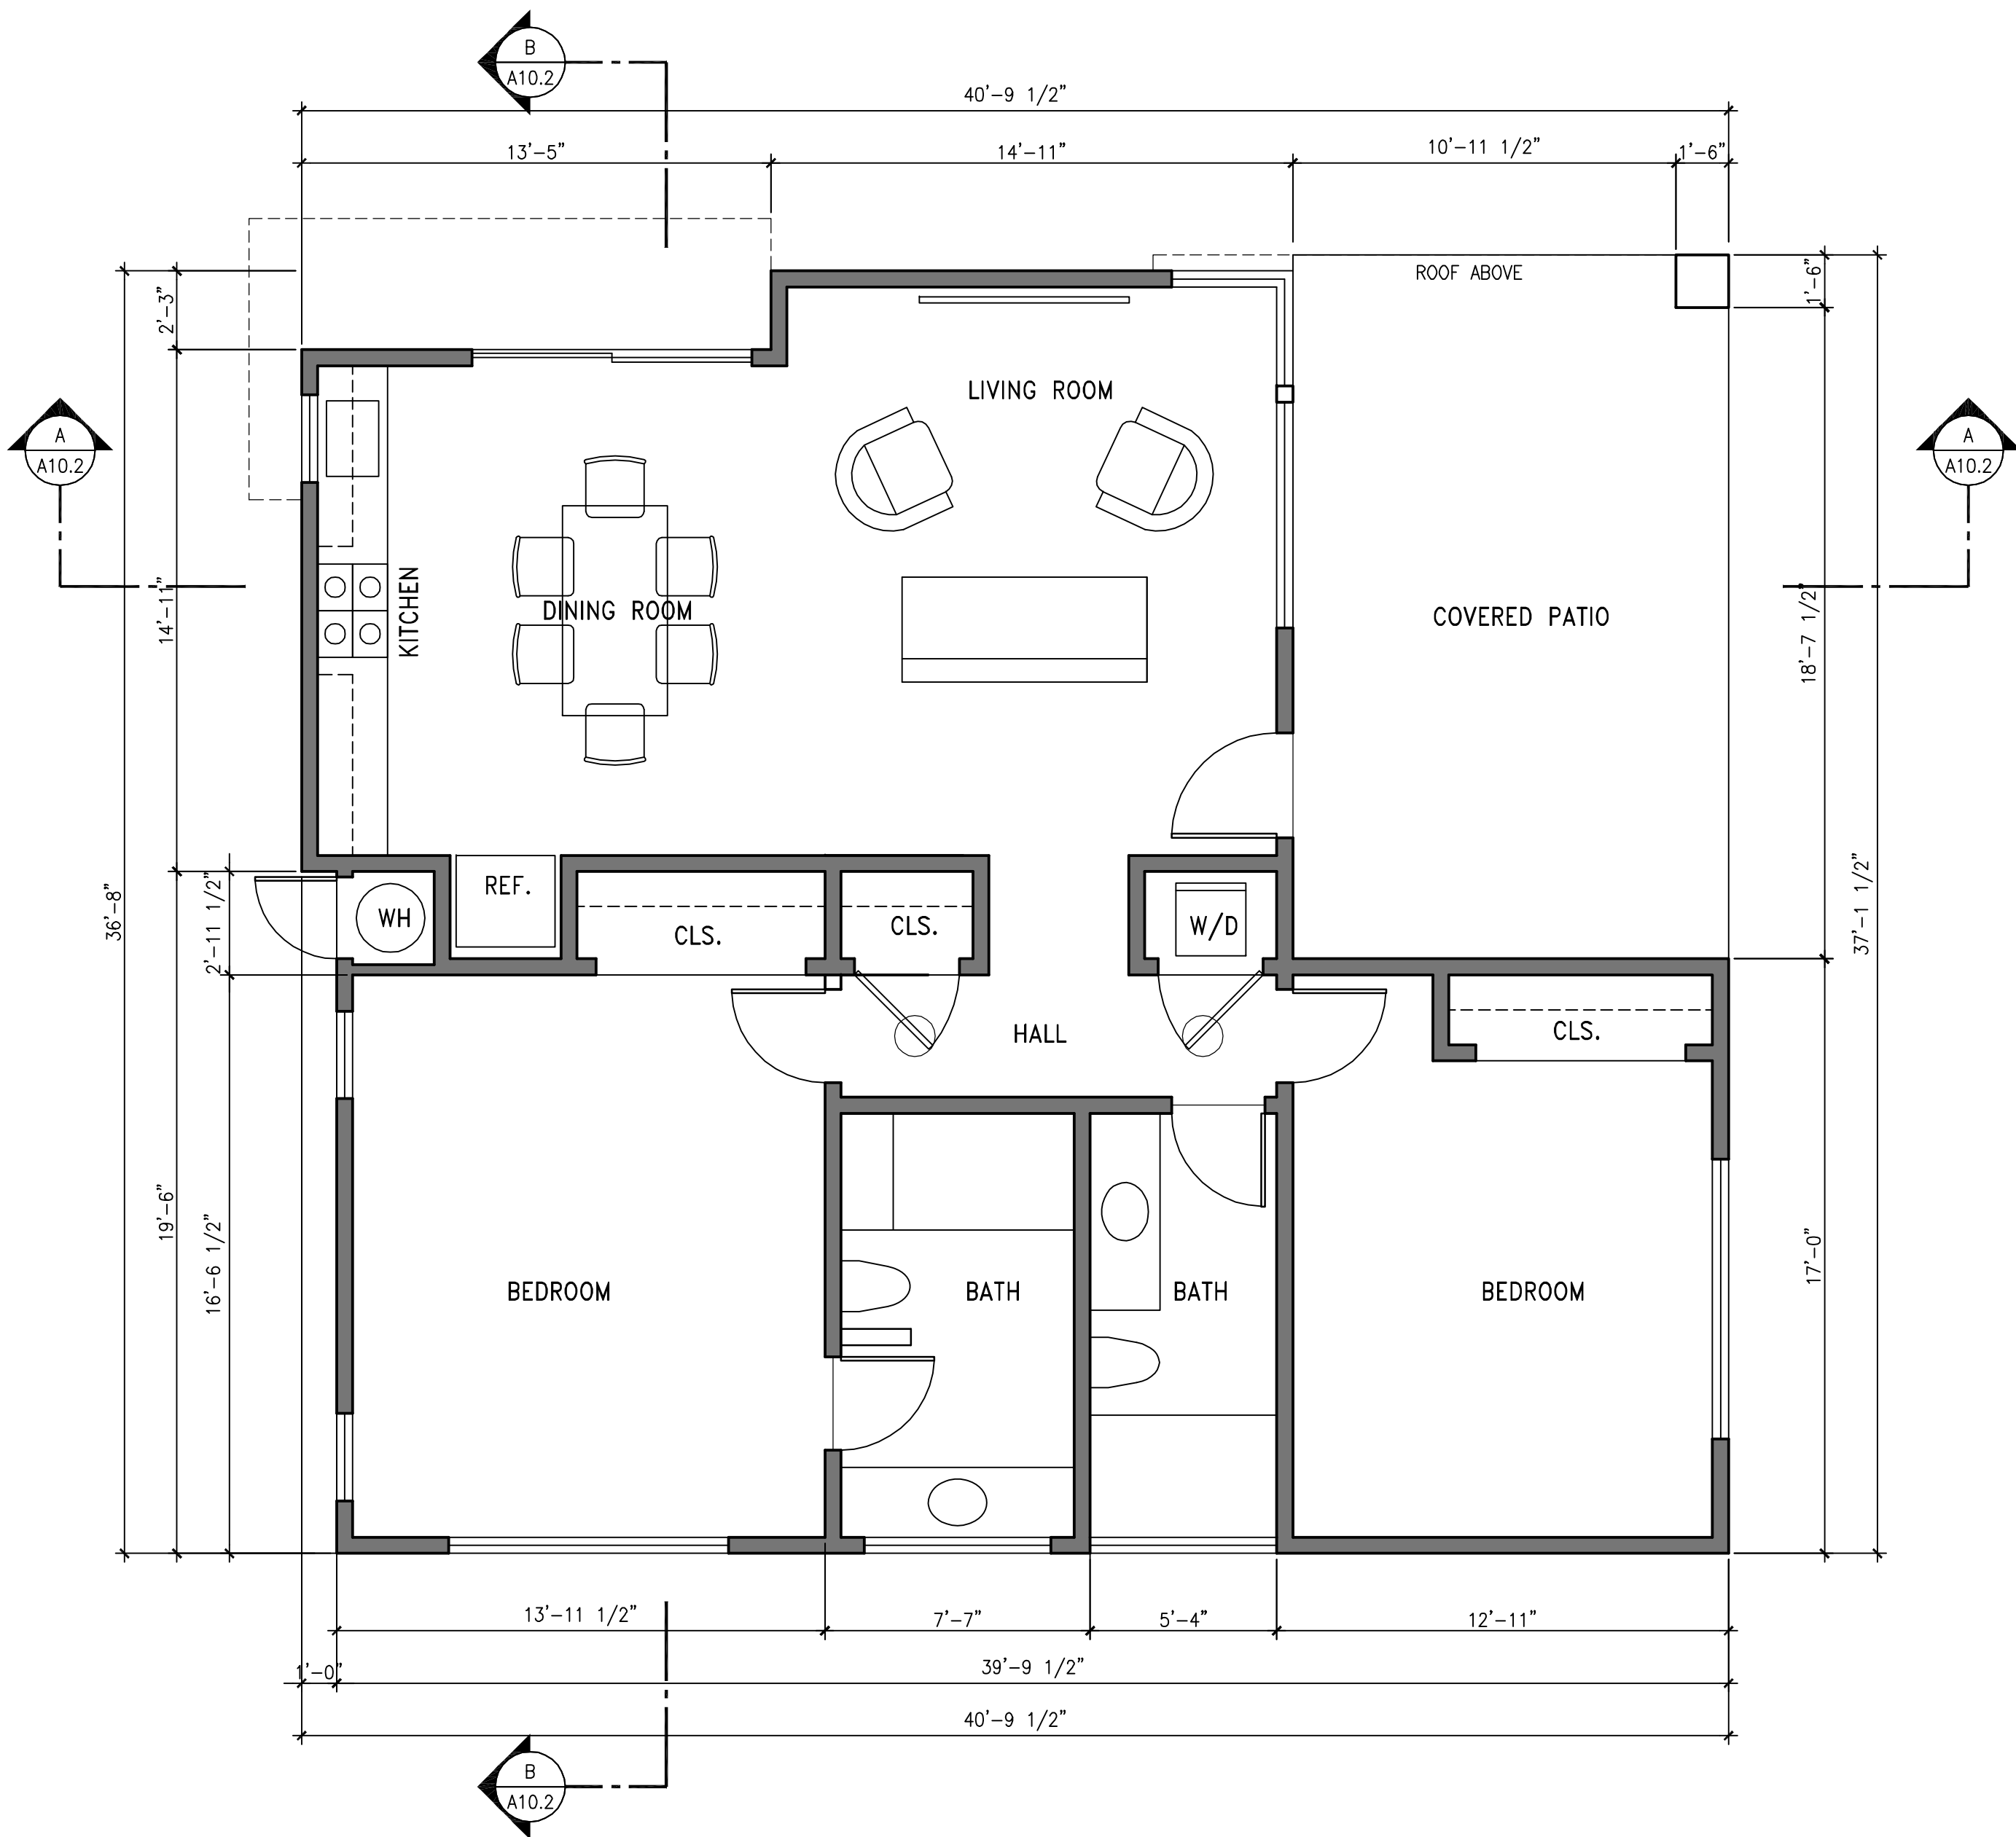 B
A10.2
40'-9 1/2"
13'-5"
14'-11"
10'-11 1/2"
1'-6"
ROOF ABOVE
1'-6"
2'-3"
LIVING ROOM
A
A10.2
A
A10.2
KITCHEN
DINING ROOM
COVERED PATIO
14'-11"
18'-7 1/2"
36'-8"
2'-11 1/2"
37'-1 1/2"
REF.
WH
CLS.
CLS.
W/D
HALL
CLS.
19'-6"
16'-6 1/2"
17'-0"
BEDROOM
BATH
BATH
BEDROOM
13'-11 1/2"
7'-7"
5'-4"
12'-11"
1'-0"
39'-9 1/2"
40'-9 1/2"
B
A10.2